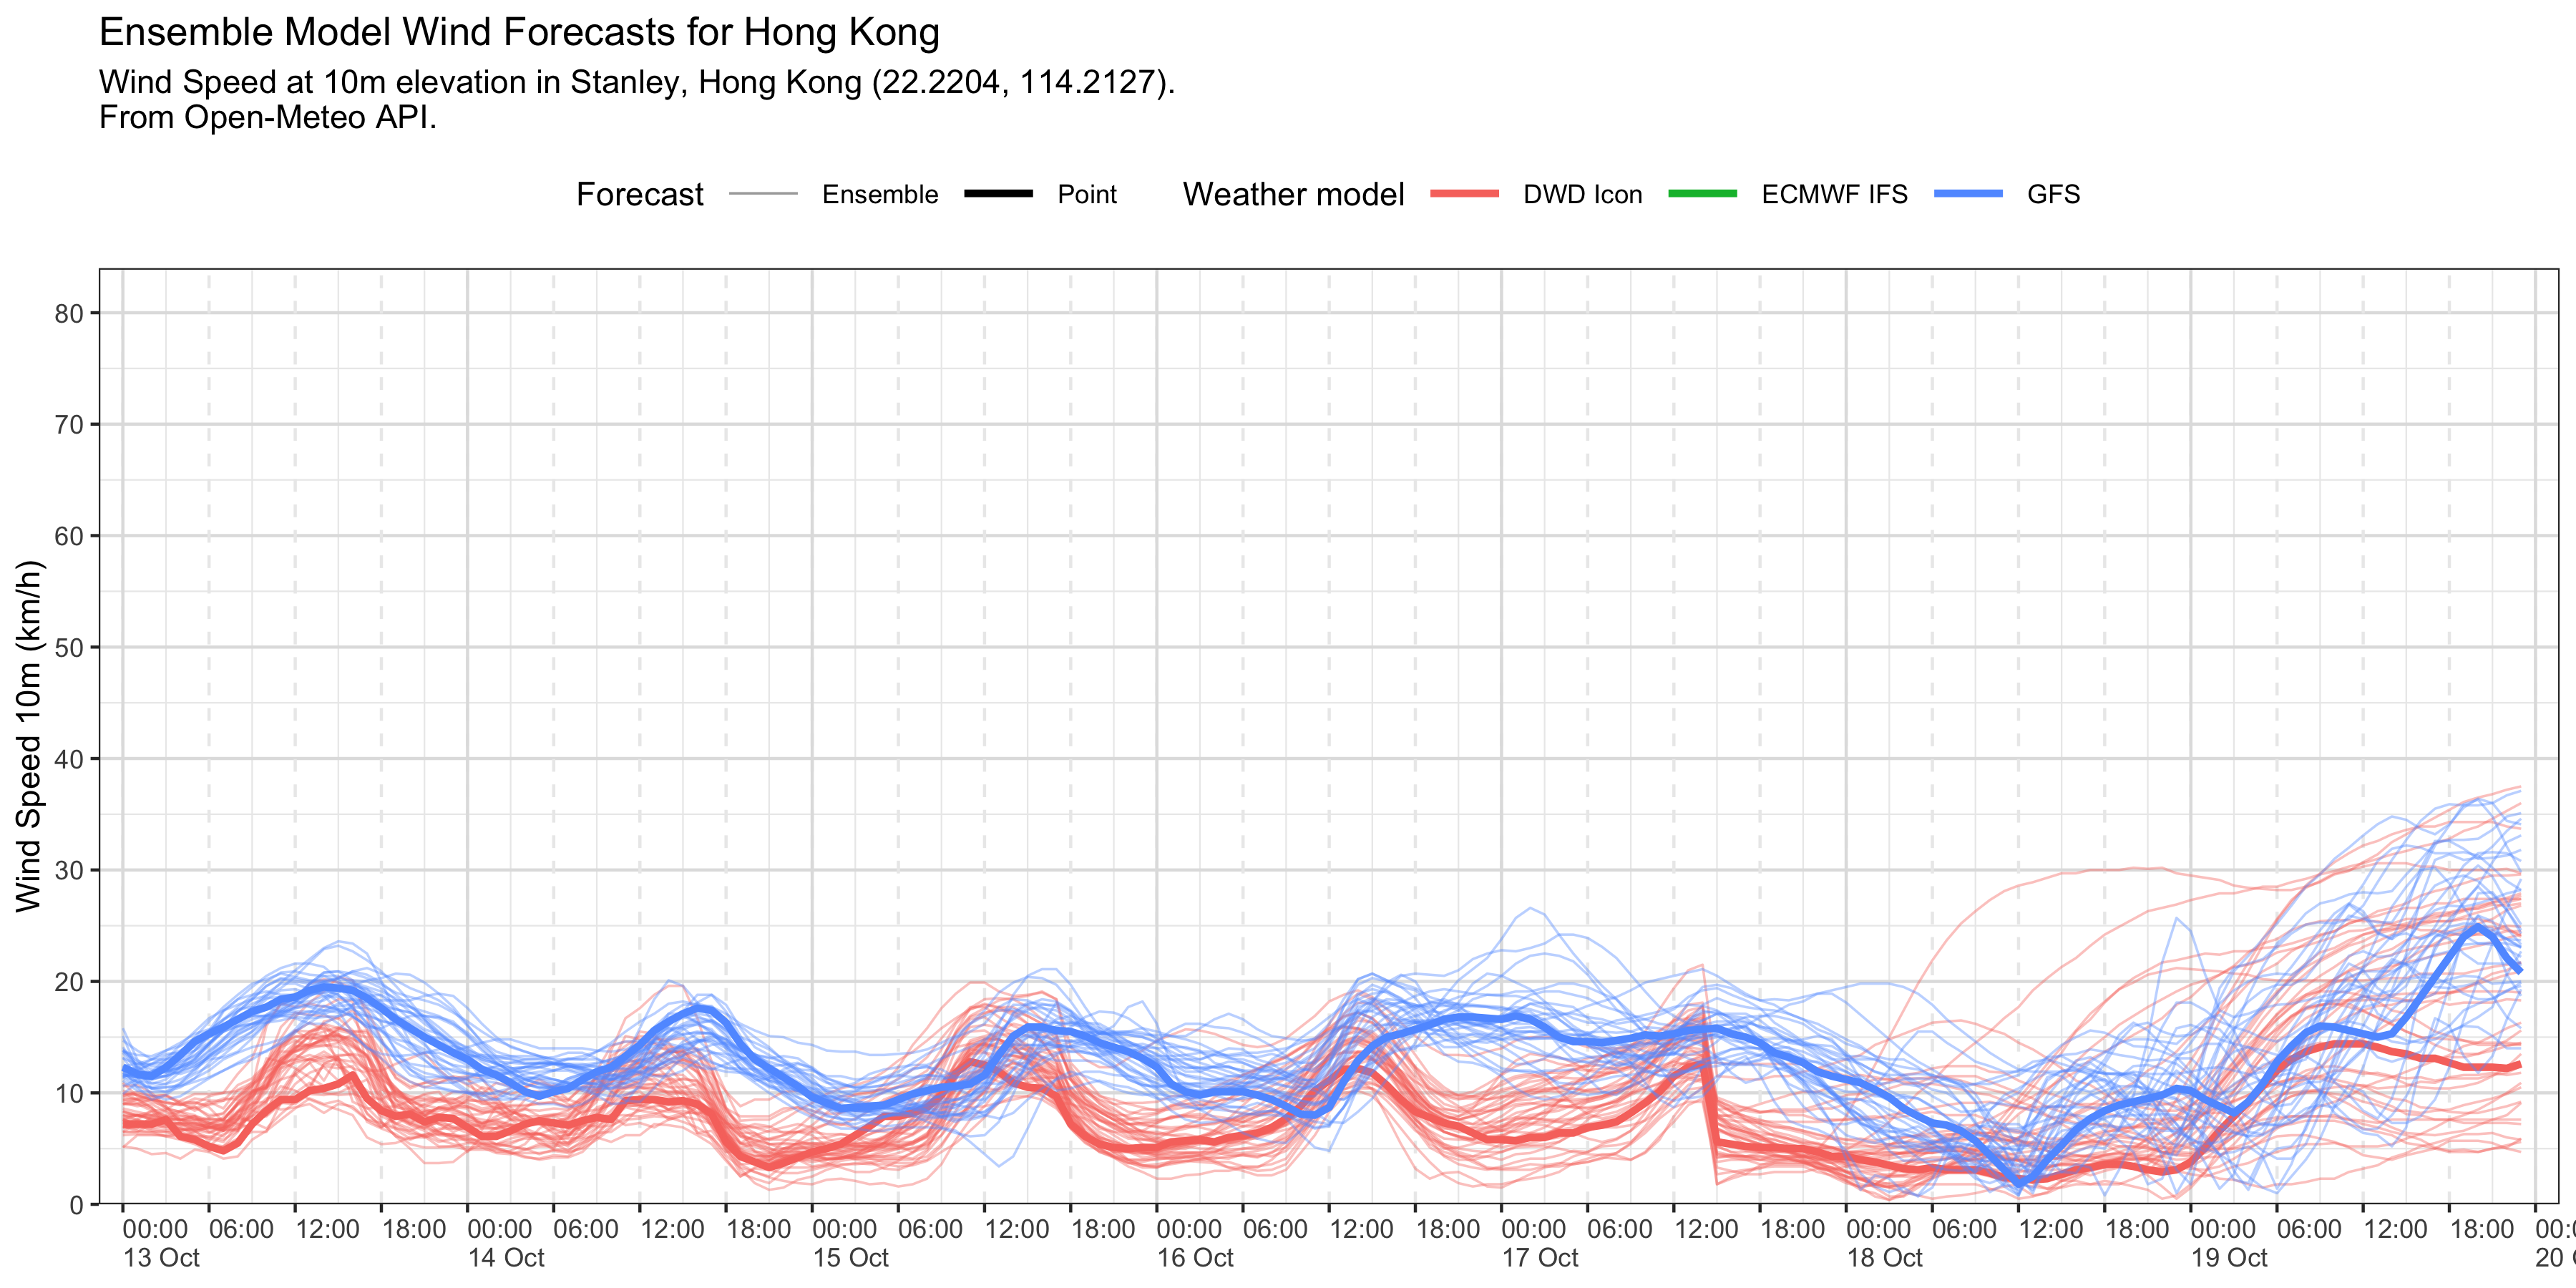 Ensemble Model Wind Forecasts for Hong Kong
Wind Speed at 10m elevation in Stanley, Hong Kong (22.2204, 114.2127).
From Open-Meteo API.
Forecast Ensemble Point Weather model DWD Icon ECMWF IFS GFS
Wind Speed 10m (km/h)
80
70
60
50
40
30
20
10
0
00:00 06:00 12:00 18:00 00:00 06:00 12:00 18:00 00:00 06:00 12:00 18:00 00:00 06:00 12:00 18:00 00:00 06:00 12:00 18:00 00:00 06:00 12:00 18:00 00:00 06:00 12:00 18:00
13 Oct 14 Oct 15 Oct 16 Oct 17 Oct 18 Oct 19 Oct 20